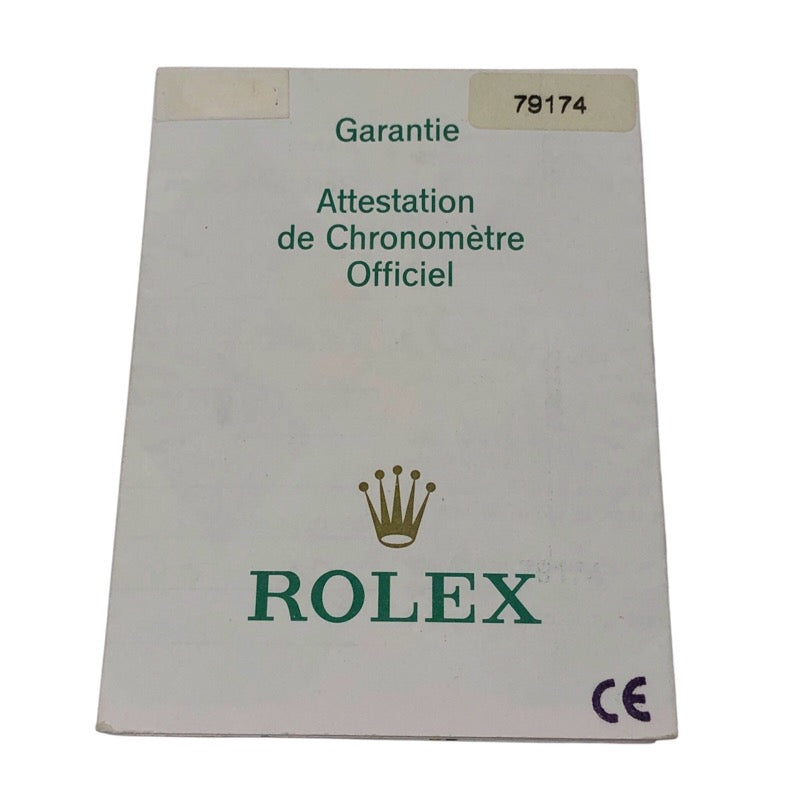 79174
Garantie
Attestation
de Chronomètre
Officiel
ROLEX
CE